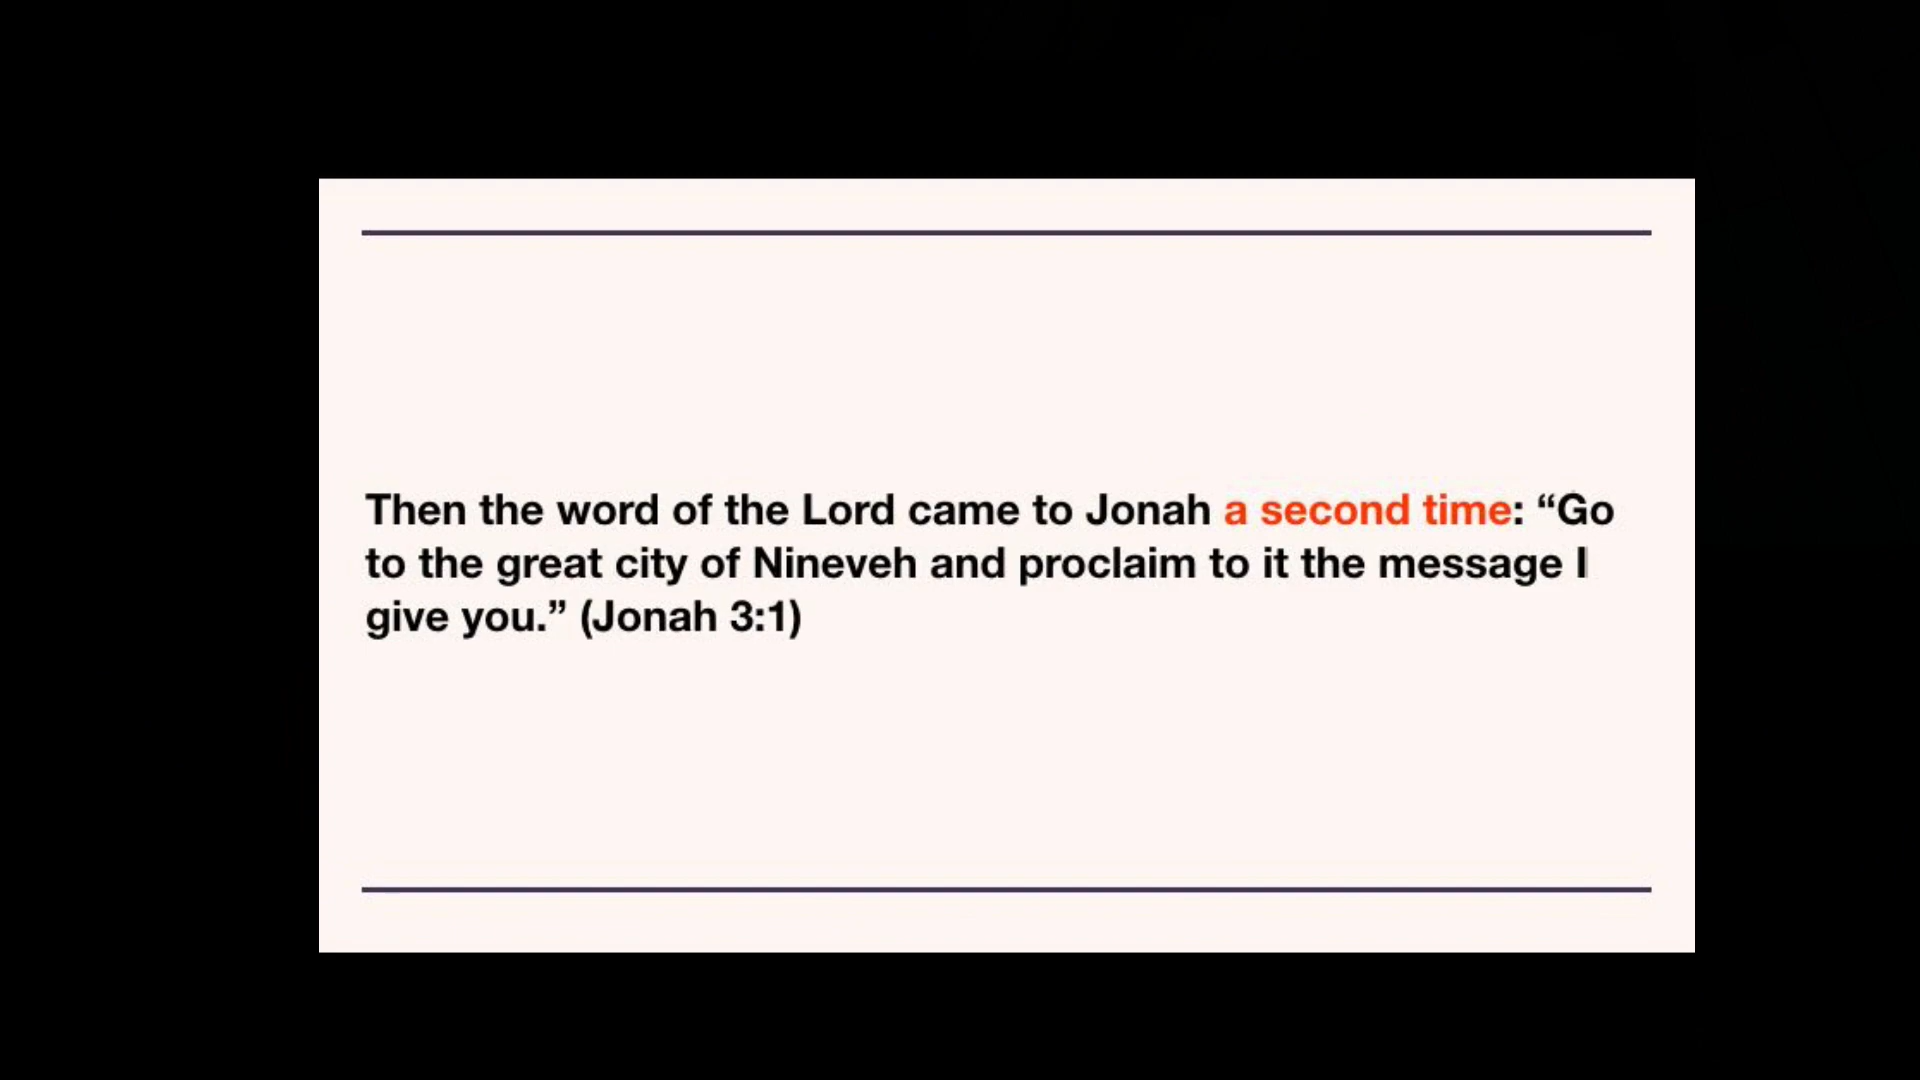 Then the word of the Lord came to Jonah a second time: “Go
to the great city of Nineveh and proclaim to it the message I
give you.” (Jonah 3:1)